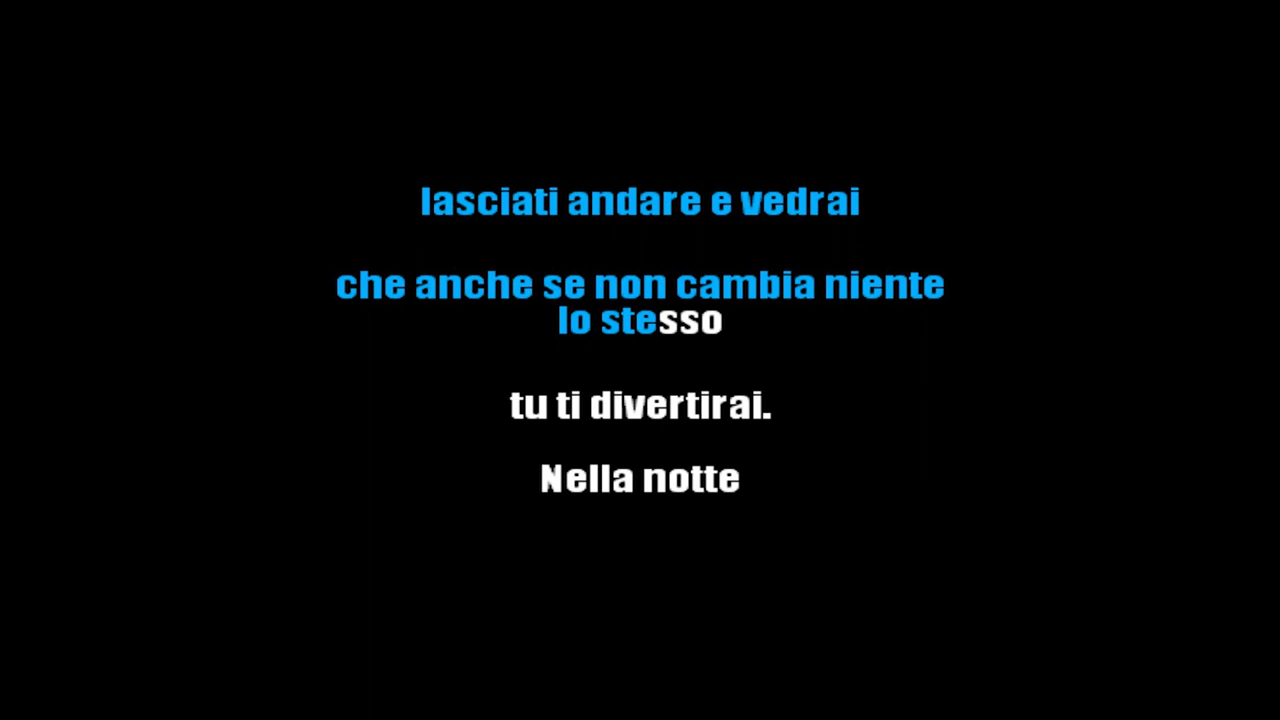 lasciati andare e vedrai
che anche se non cambia niente
lo stesso
tu ti divertirai.
Nella notte